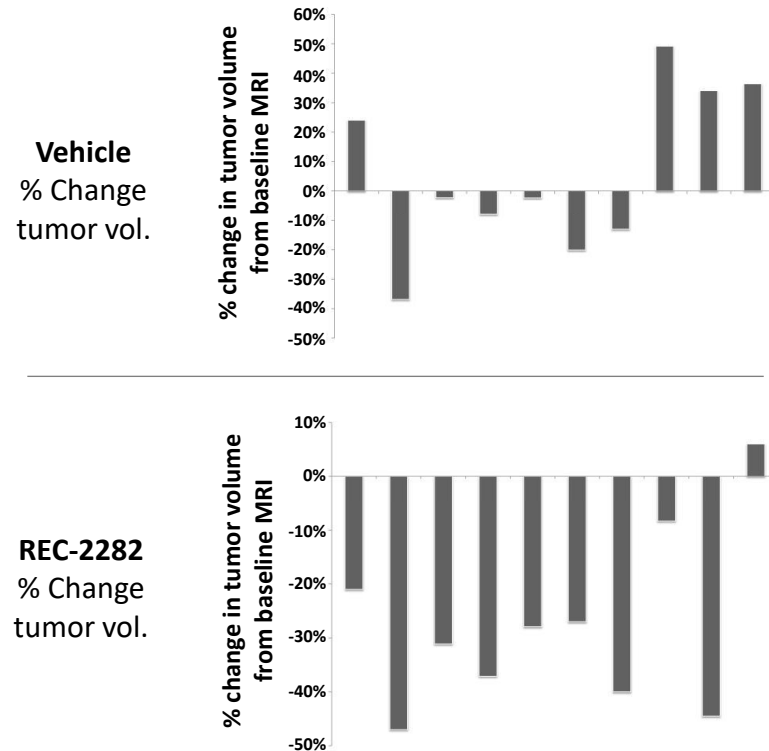 Vehicle
% Change
tumor vol.
% change in tumor volume
from baseline MRI
60%
50%
40%
30%
20%
10%
0%
-10%
-20%
-30%
-40%
-50%
REC-2282
% Change
tumor vol.
% change in tumor volume
from baseline MRI
10%
0%
-10%
-20%
-30%
-40%
-50%